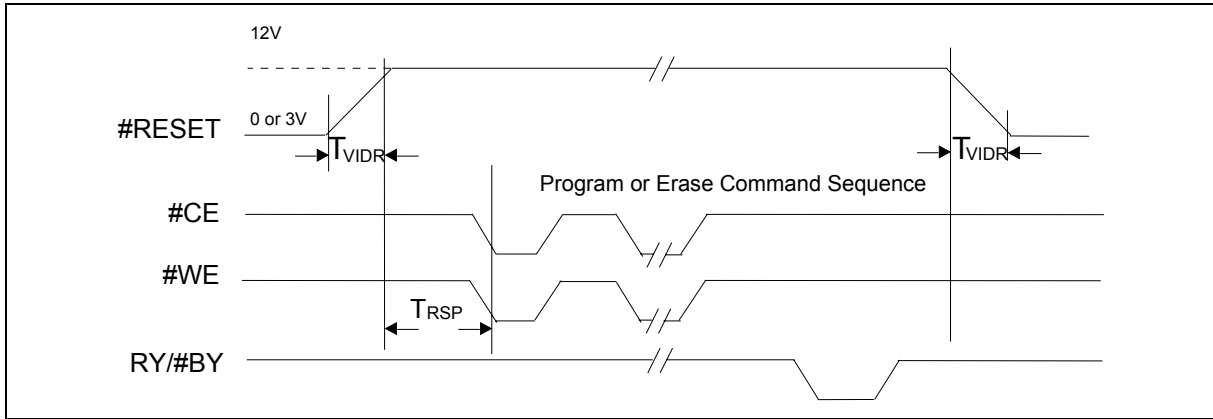 12V
#RESET
0 or 3V
TVIDR
TVIDR
Program or Erase Command Sequence
#CE
#WE
TRSP
RY/#BY